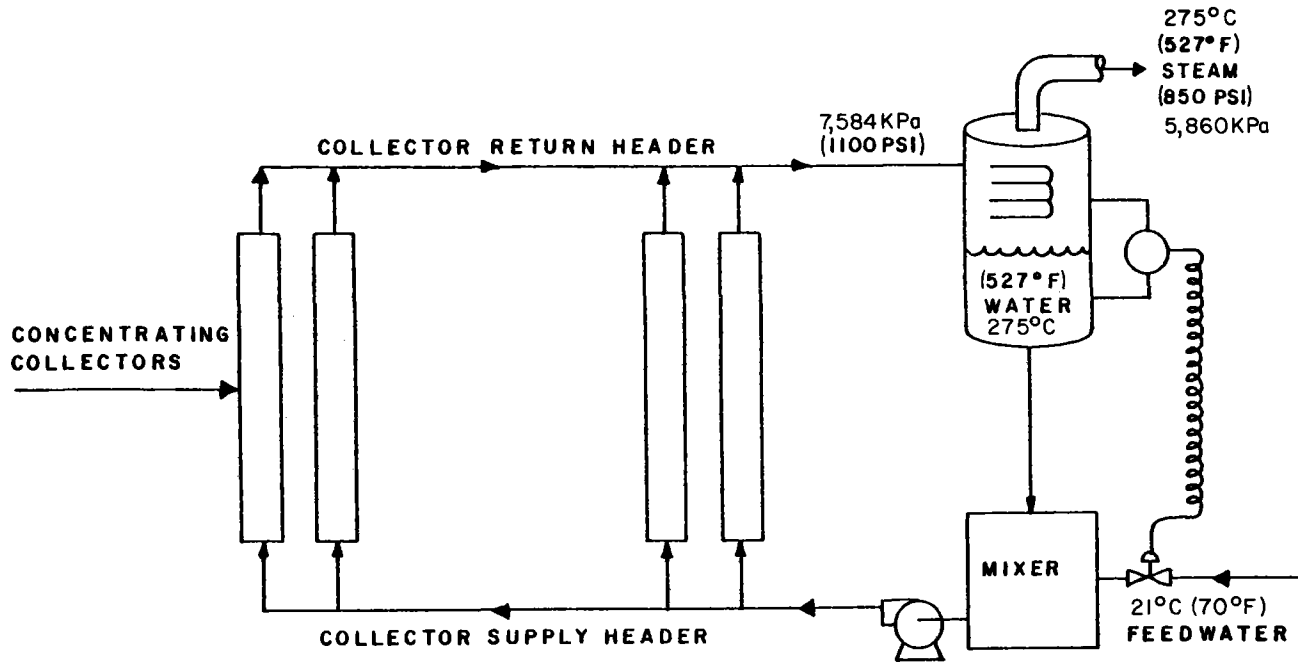 275°C
(527°F)
STEAM
(850 PSI)
5,860KPa
7,584KPa
(1100PSI)
COLLECTOR RETURN HEADER
(527°F)
WATER
275°C
CONCENTRATING
COLLECTORS
MIXER
21°C (70°F)
FEEDWATER
COLLECTOR SUPPLY HEADER